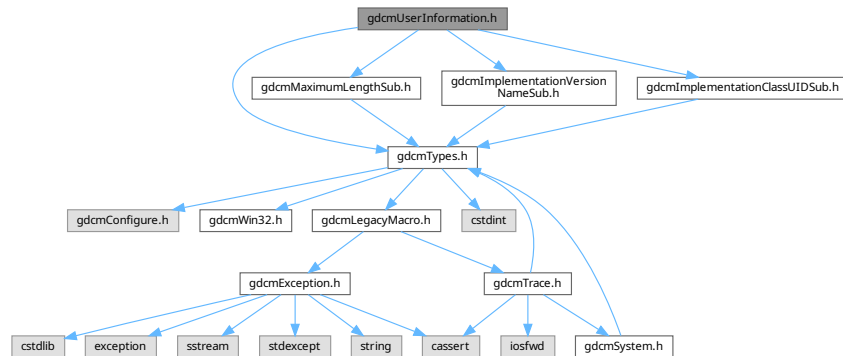 gdcmUserInformation.h
gdcmMaximumLengthSub.h
gdcmImplementationVersion
NameSub.h
gdcmImplementationClassUIDSub.h
gdcmTypes.h
gdcmConfigure.h
gdcmWin32.h
gdcmLegacyMacro.h
cstdint
gdcmException.h
gdcmTrace.h
cstdlib
exception
sstream
stdexcept
string
cassert
iosfwd
gdcmSystem.h